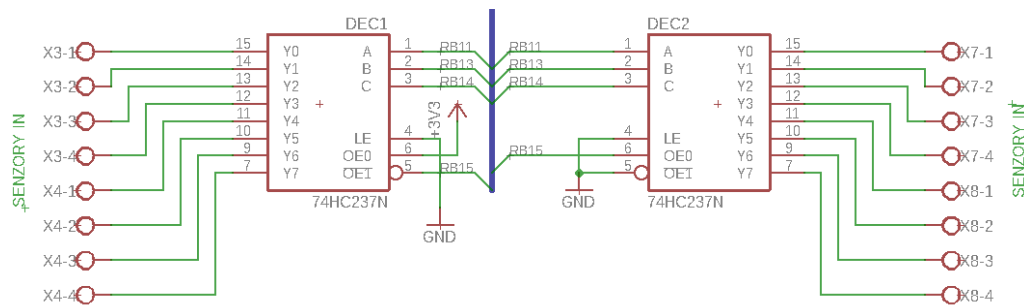 DEC1 DEC2
X3-1 15 Y0 A 1 RB11 RB11 1 A Y0 15 X7-1
14 Y1 B 2 RB13 RB13 2 B Y1 14
X3-2 13 Y2 C 3 RB14 RB14 3 C Y2 13 X7-2
12 Y3 Y3 12
X3-3 11 Y4 +3V3 Y4 11 X7-3
10 Y5 LE 4 4 LE Y5 10
X3-4 9 Y6 OE0 6 RB15 6 OE0 Y6 9 X7-4
7 Y7 OE1 5 RB15 5 OE1 Y7 7
SENZORY IN
SENZORY IN
X4-1 X8-1
74HC237N GND 74HC237N
X4-2 X8-2
GND
X4-3 X8-3
X4-4 X8-4